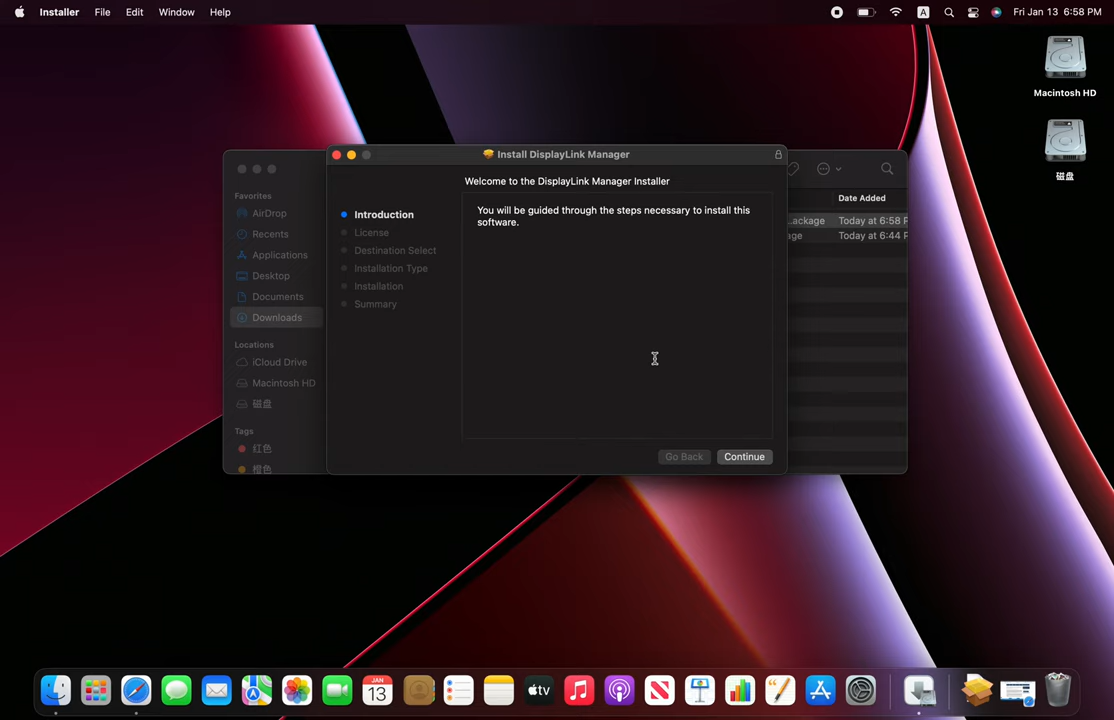 Installer File Edit Window Help
A
Fri Jan 13 6:58 PM
Macintosh HD
磁盘
Install DisplayLink Manager
Welcome to the DisplayLink Manager Installer
Introduction
License
Destination Select
Installation Type
Installation
Summary
You will be guided through the steps necessary to install this
software.
Go Back Continue
Favorites
AirDrop
Recents
Applications
Desktop
Documents
Downloads
Locations
iCloud Drive
Macintosh HD
磁盘
Tags
红色
橙色
Date Added
...ackage Today at 6:58 P
age Today at 6:44 P
JAN
13
tv